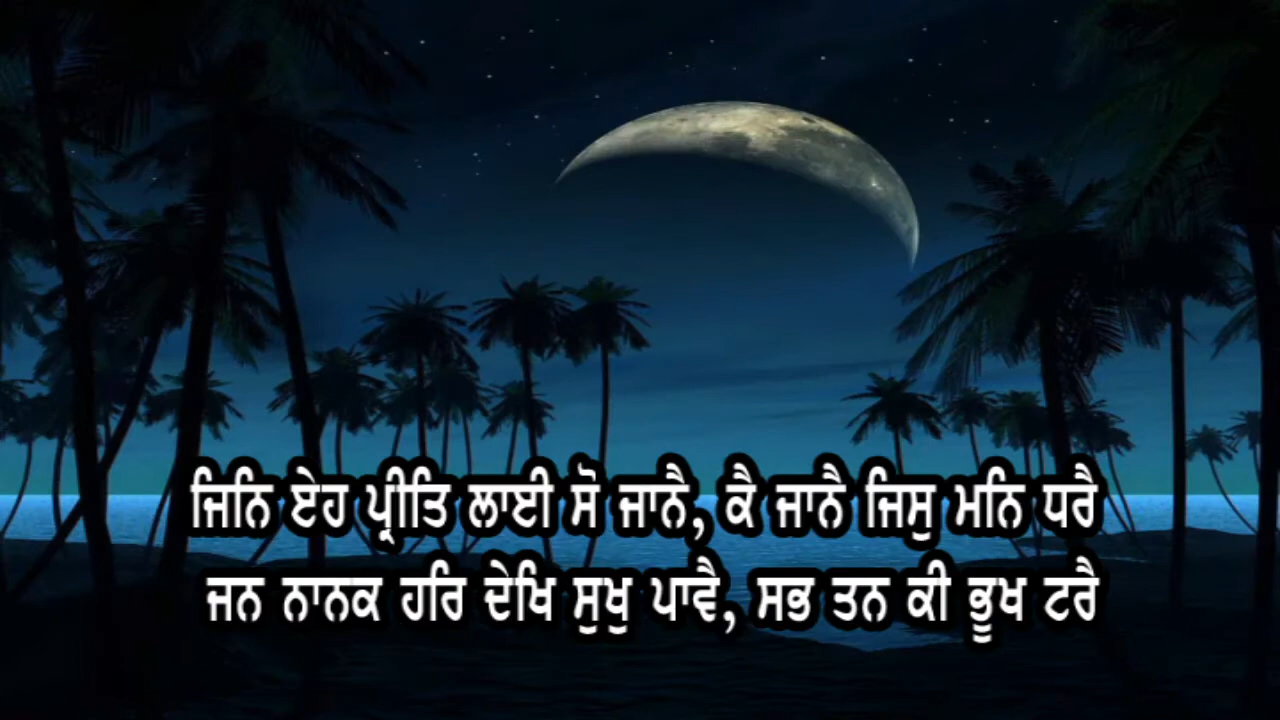 ਜਿਨਿ ਏਹ ਪ੍ਰੀਤਿ ਲਾਈ ਸੋ ਜਾਨੈ, ਕੈ ਜਾਨੈ ਜਿਸੁ ਮਨਿ ਧਰੈ
ਜਨ ਨਾਨਕ ਹਰਿ ਦੇਖਿ ਸੁਖੁ ਪਾਵੈ, ਸਭ ਤਨ ਕੀ ਭੂਖ ਟਰੈ